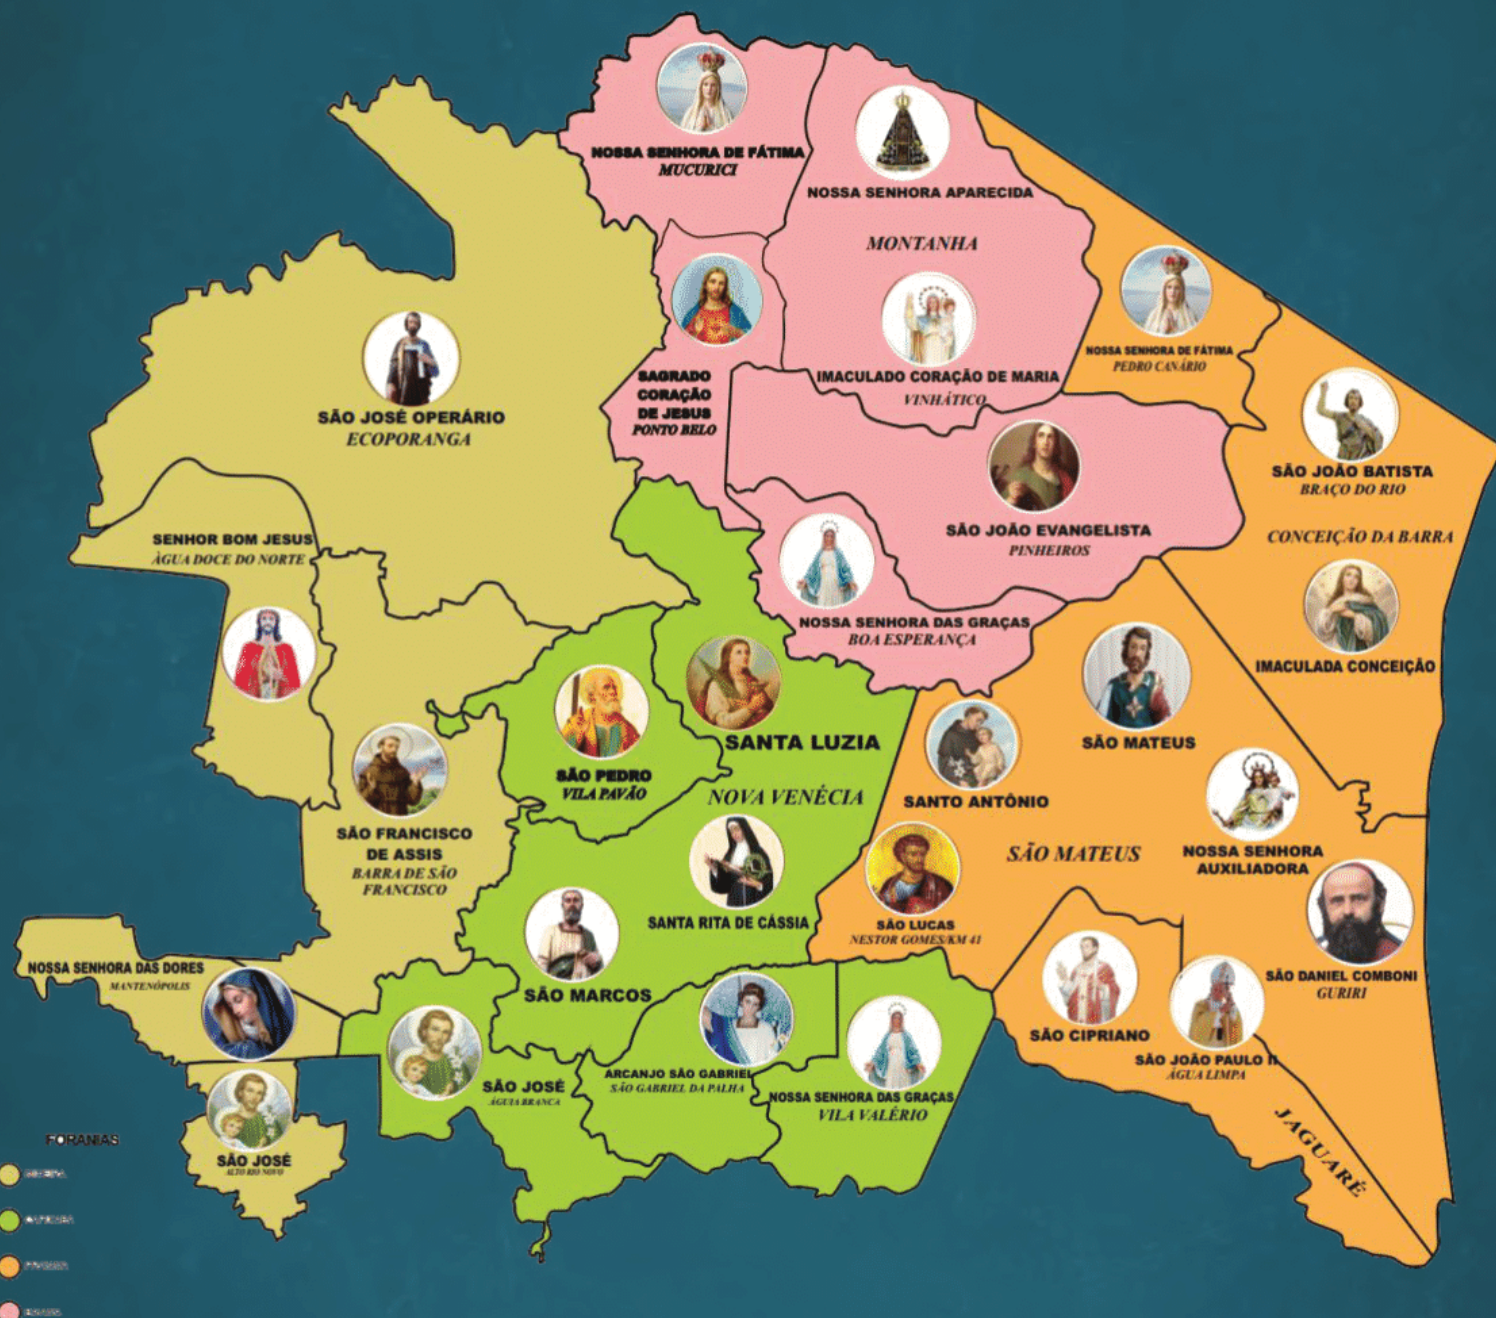 NOSSA SENHORA DE FÁTIMA
MUCURICI
NOSSA SENHORA APARECIDA
MONTANHA
IMACULADO CORAÇÃO DE MARIA
VINHÁTICO
NOSSA SENHORA DE FÁTIMA
PEDRO CANÁRIO
SAGRADO
CORAÇÃO
DE JESUS
PONTO BELO
SÃO JOSÉ OPERÁRIO
ECOPORANGA
SÃO JOÃO BATISTA
BRAÇO DO RIO
CONCEIÇÃO DA BARRA
IMACULADA CONCEIÇÃO
SÃO JOÃO EVANGELISTA
PINHEIROS
SENHOR BOM JESUS
ÀGUA DOCE DO NORTE
NOSSA SENHORA DAS GRAÇAS
BOA ESPERANÇA
SÃO PEDRO
VILA PAVÃO
SANTA LUZIA
NOVA VENÉCIA
SANTA RITA DE CÁSSIA
SÃO MATEUS
SANTO ANTÔNIO
SÃO MATEUS
NOSSA SENHORA
AUXILIADORA
SÃO FRANCISCO
DE ASSIS
BARRA DE SÃO
FRANCISCO
SÃO LUCAS
NESTOR GOMES/KM 41
SÃO DANIEL COMBONI
GURIRI
NOSSA SENHORA DAS DORES
MANTENÓPOLIS
SÃO MARCOS
SÃO CIPRIANO
SÃO JOÃO PAULO II
ÀGUA LIMPA
JAGUARÉ
SÃO JOSÉ
ÁGUIA BRANCA
ARCANJO SÃO GABRIEL
SÃO GABRIEL DA PALHA
NOSSA SENHORA DAS GRAÇAS
VILA VALÉRIO
SÃO JOSÉ
ALTO RIO NOVO
FORANIAS